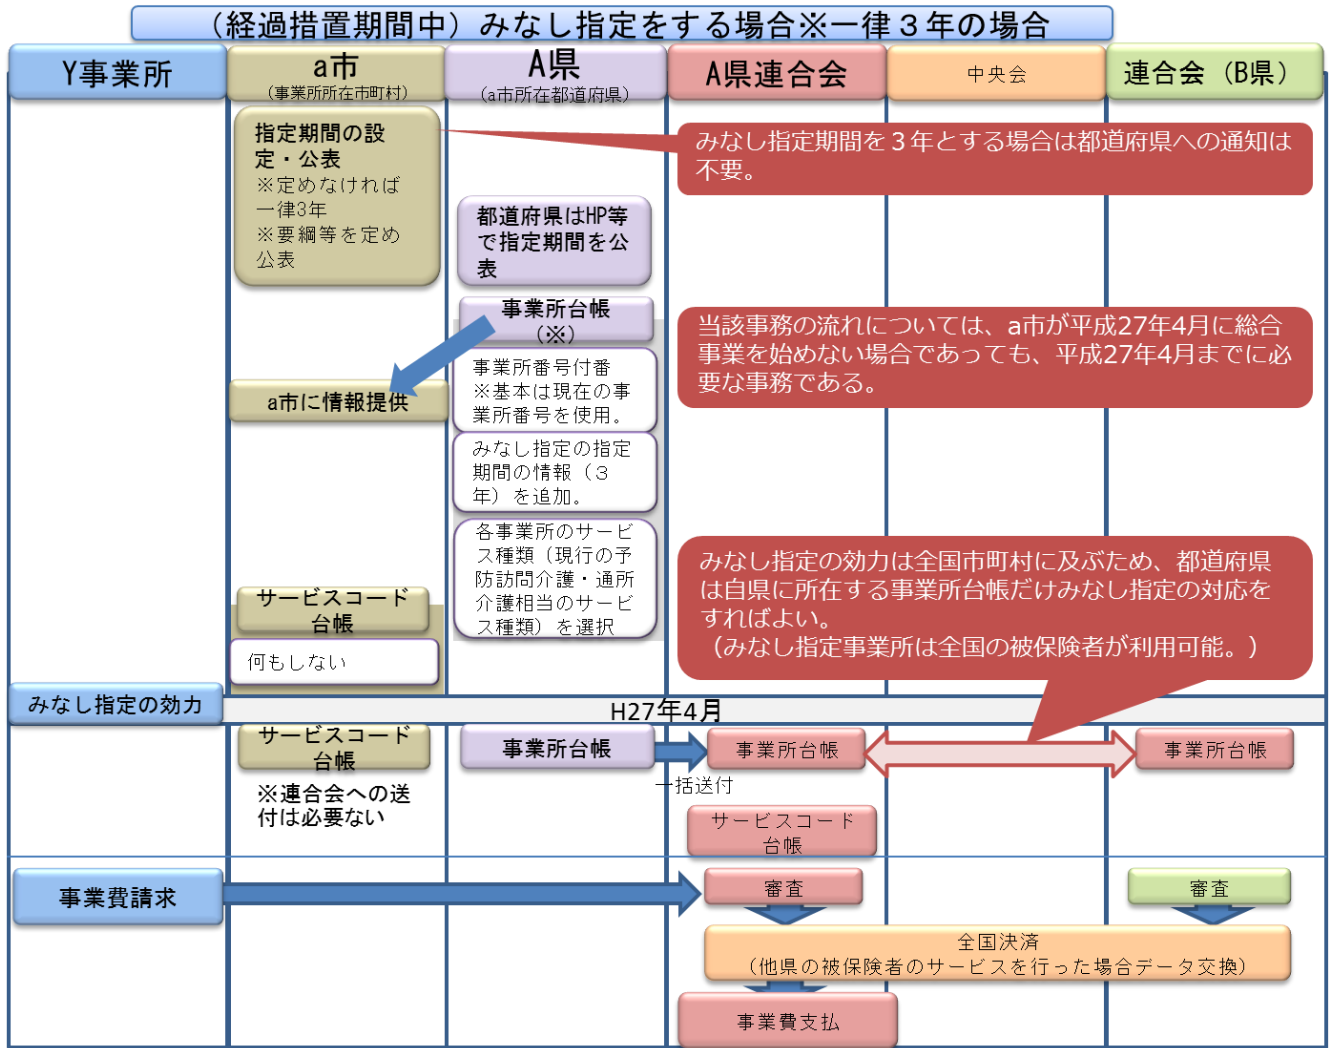 （経過措置期間中）みなし指定をする場合※一律３年の場合
Y事業所
a市
（事業所所在市町村）
A県
（a市所在都道府県）
A県連合会
中央会
連合会（B県）
指定期間の設
定・公表
※定めなければ
一律3年
※要綱等を定め
公表
みなし指定期間を３年とする場合は都道府県への通知は
不要。
都道府県はHP等
で指定期間を公
表
事業所台帳
（※）
a市に情報提供
事業所番号付番
※基本は現在の事
業所番号を使用。
みなし指定の指定
期間の情報（３
年）を追加。
各事業所のサービ
ス種類（現行の予
防訪問介護・通所
介護相当のサービ
ス種類）を選択
当該事務の流れについては、a市が平成27年4月に総合
事業を始めない場合であっても、平成27年4月までに必
要な事務である。
サービスコード
台帳
何もしない
みなし指定の効力は全国市町村に及ぶため、都道府県
は自県に所在する事業所台帳だけみなし指定の対応を
すればよい。
（みなし指定事業所は全国の被保険者が利用可能。）
みなし指定の効力
H27年4月
サービスコード
台帳
※連合会への送
付は必要ない
事業所台帳
一括送付
事業所台帳
事業所台帳
サービスコード
台帳
事業費請求
審査
審査
全国決済
（他県の被保険者のサービスを行った場合データ交換）
事業費支払